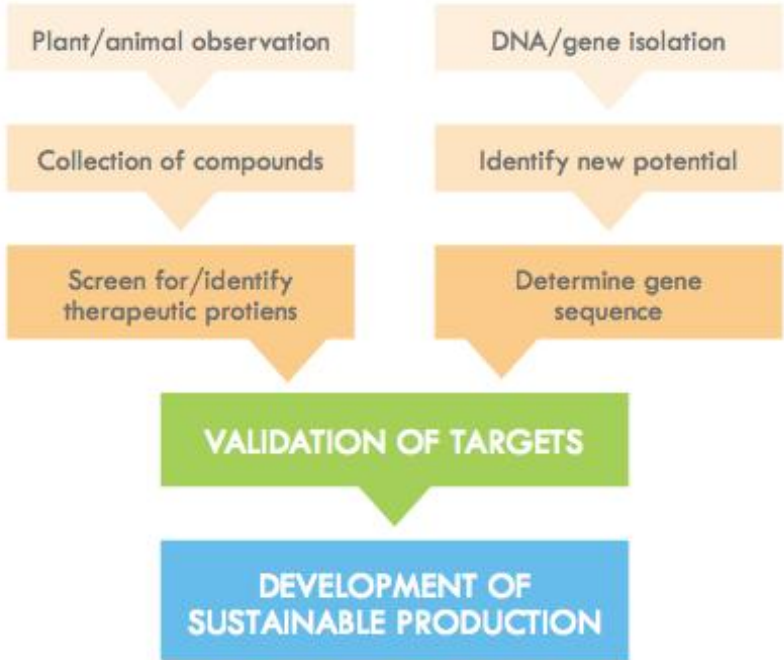 Plant/animal observation
DNA/gene isolation
Collection of compounds
Identify new potential
Screen for/identify
therapeutic protiens
Determine gene
sequence
VALIDATION OF TARGETS
DEVELOPMENT OF
SUSTAINABLE PRODUCTION